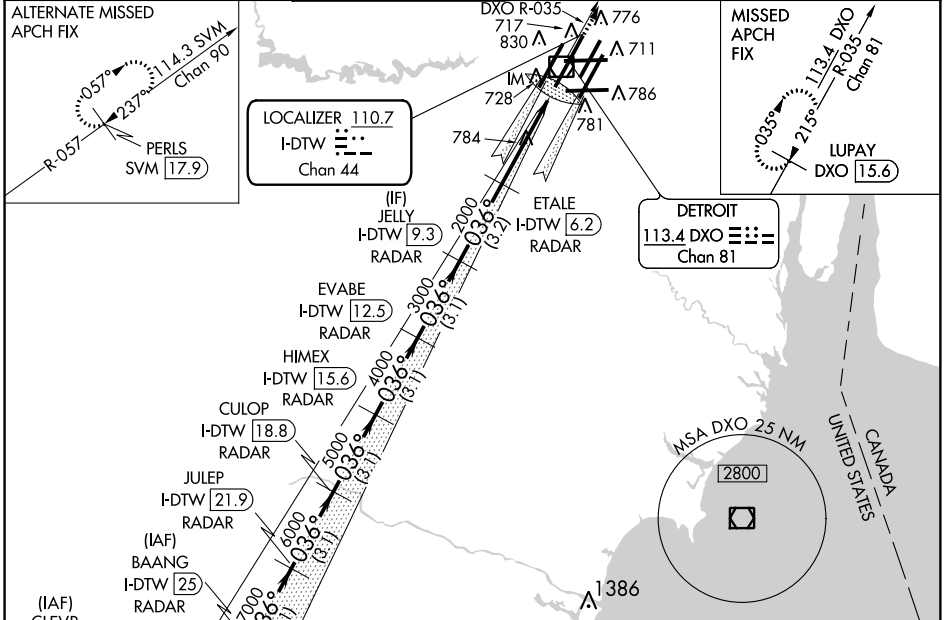 ALTERNATE MISSED
APCH FIX
057°
237°
114.3 SVM
Chan 90
R-057
PERLS
SVM 17.9
DXO R-035
717
830
776
711
IM
728
786
781
784
LOCALIZER 110.7
I-DTW
Chan 44
MISSED
APCH
FIX
113.4 DXO
R-035
Chan 81
035°
215°
LUPAY
DXO 15.6
DETROIT
113.4 DXO
Chan 81
ETALE
I-DTW 6.2
RADAR
2000
036°
(3.2)
(IF)
JELLY
I-DTW 9.3
RADAR
3000
036°
(3.1)
EVABE
I-DTW 12.5
RADAR
4000
036°
(3.1)
HIMEX
I-DTW 15.6
RADAR
5000
036°
(3.1)
CULOP
I-DTW 18.8
RADAR
6000
036°
(3.1)
JULEP
I-DTW 21.9
RADAR
7000
(IAF)
BAANG
I-DTW 25
RADAR
(IAF)
MSA DXO 25 NM
2800
CANADA
UNITED STATES
1386